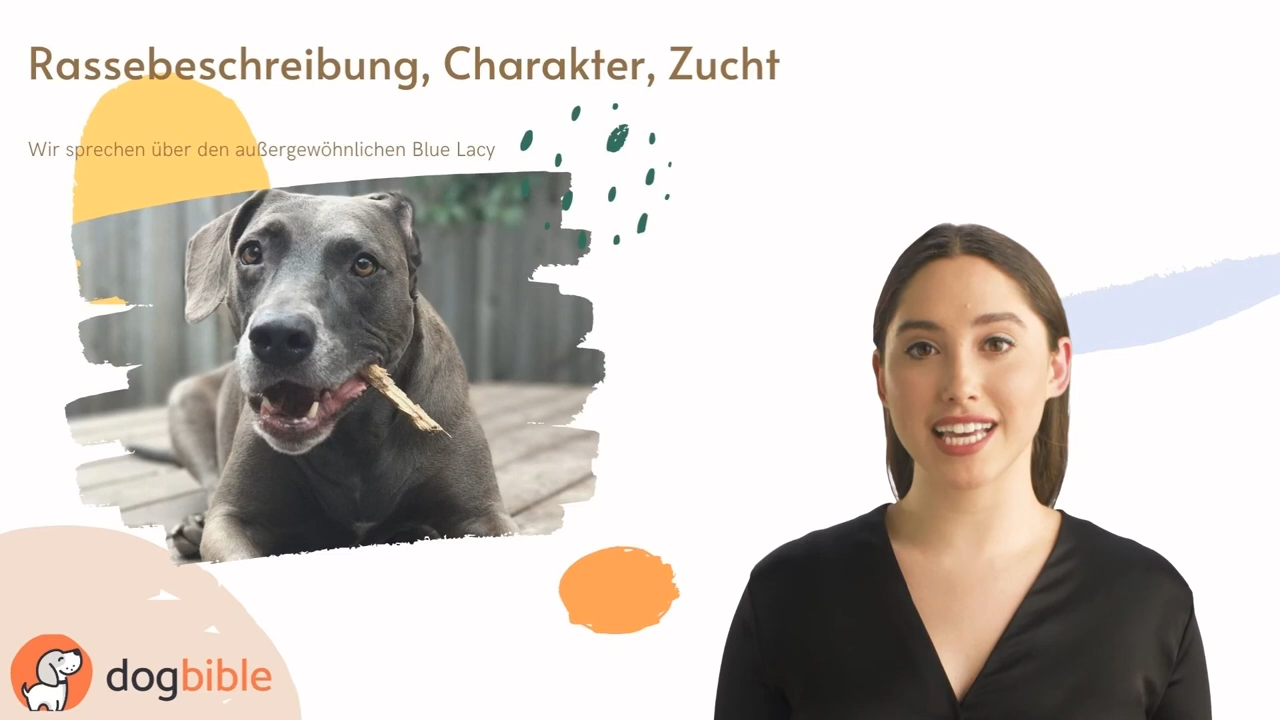 Rassebeschreibung, Charakter, Zucht
Wir sprechen über den außergewöhnlichen Blue Lacy
dogbible